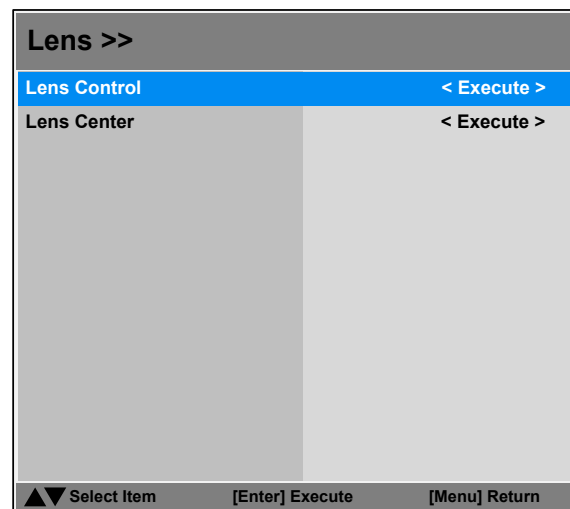 Lens >>
Lens Control < Execute >
Lens Center < Execute >
Select Item [Enter] Execute [Menu] Return